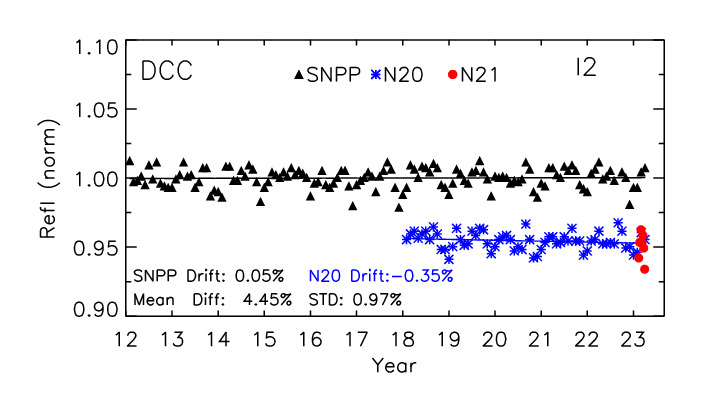 1.10
DCC
▲SNPP ✳N20 ●N21
I2
1.05
1.00
0.95
0.90
Refl (norm)
SNPP Drift: 0.05% N20 Drift:−0.35%
Mean Diff: 4.45% STD: 0.97%
12 13 14 15 16 17 18 19 20 21 22 23
Year